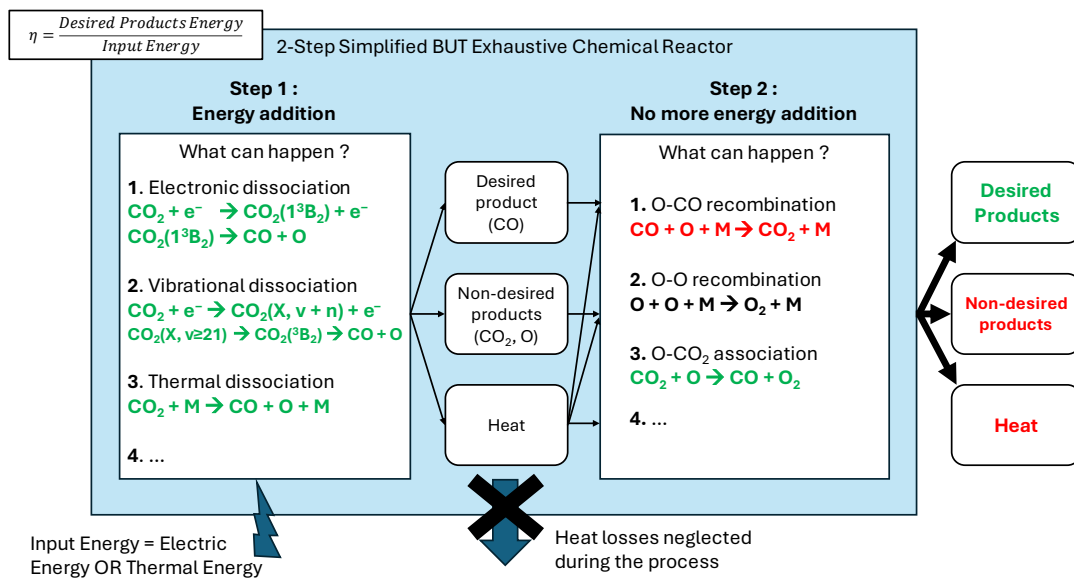 η = Desired Products Energy / Input Energy
2-Step Simplified BUT Exhaustive Chemical Reactor
Step 1 :
Energy addition
What can happen ?
1. Electronic dissociation
CO₂ + e⁻ → CO₂(1³B₂) + e⁻
CO₂(1³B₂) → CO + O
2. Vibrational dissociation
CO₂ + e⁻ → CO₂(X, v + n) + e⁻
CO₂(X, v≥21) → CO₂(³B₂) → CO + O
3. Thermal dissociation
CO₂ + M → CO + O + M
4. ...
Desired
product
(CO)
Non-desired
products
(CO₂, O)
Heat
Step 2 :
No more energy addition
What can happen ?
1. O-CO recombination
CO + O + M → CO₂ + M
2. O-O recombination
O + O + M → O₂ + M
3. O-CO₂ association
CO₂ + O → CO + O₂
4. ...
Desired
Products
Non-desired
products
Heat
Input Energy = Electric
Energy OR Thermal Energy
Heat losses neglected
during the process